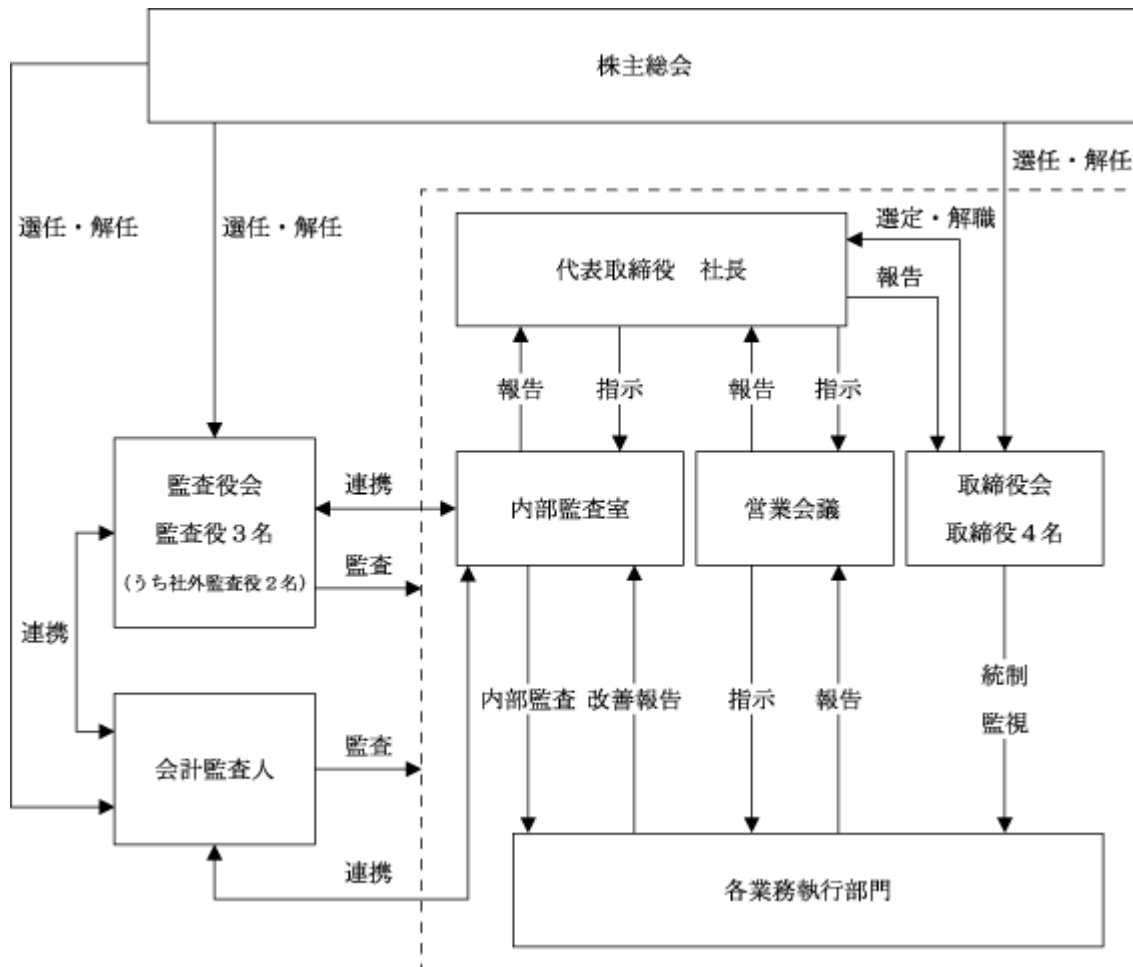 株主総会
選任・解任
選任・解任
選任・解任
選定・解職
代表取締役　社長
報告
報告
指示
報告
指示
監査役会
監査役3名
(うち社外監査役2名)
連携
内部監査室
営業会議
取締役会
取締役4名
監査
連携
統制
監視
内部監査
改善報告
指示
報告
会計監査人
監査
連携
各業務執行部門